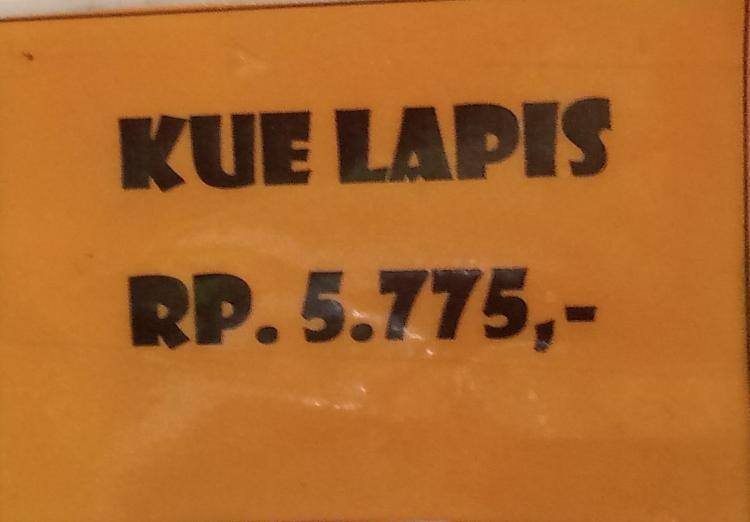 KUE LAPIS
RP. 5.775,-